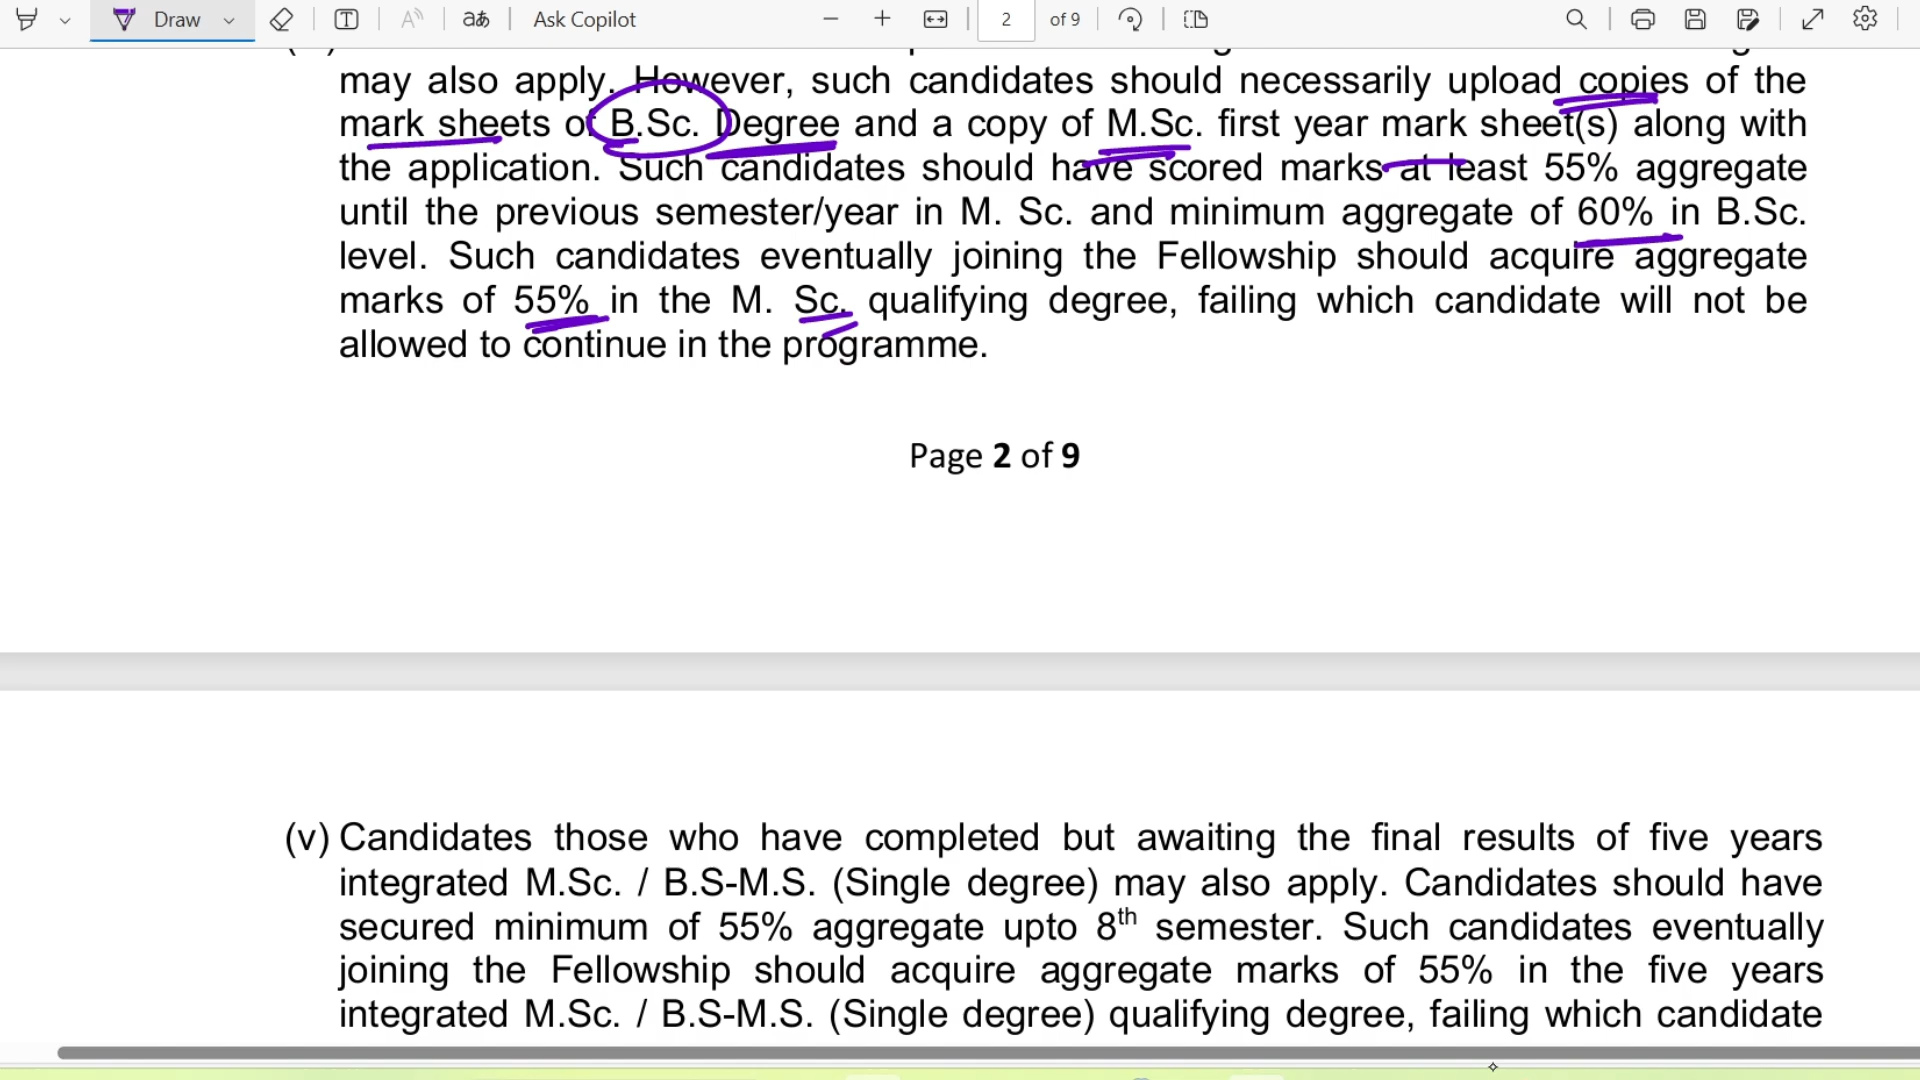 Draw
T
A
aあ
Ask Copilot
2
of 9
may also apply. However, such candidates should necessarily upload copies of the
mark sheets of B.Sc. Degree and a copy of M.Sc. first year mark sheet(s) along with
the application. Such candidates should have scored marks at least 55% aggregate
until the previous semester/year in M. Sc. and minimum aggregate of 60% in B.Sc.
level. Such candidates eventually joining the Fellowship should acquire aggregate
marks of 55% in the M. Sc. qualifying degree, failing which candidate will not be
allowed to continue in the programme.
Page 2 of 9
(v) Candidates those who have completed but awaiting the final results of five years
integrated M.Sc. / B.S-M.S. (Single degree) may also apply. Candidates should have
secured minimum of 55% aggregate upto 8th semester. Such candidates eventually
joining the Fellowship should acquire aggregate marks of 55% in the five years
integrated M.Sc. / B.S-M.S. (Single degree) qualifying degree, failing which candidate